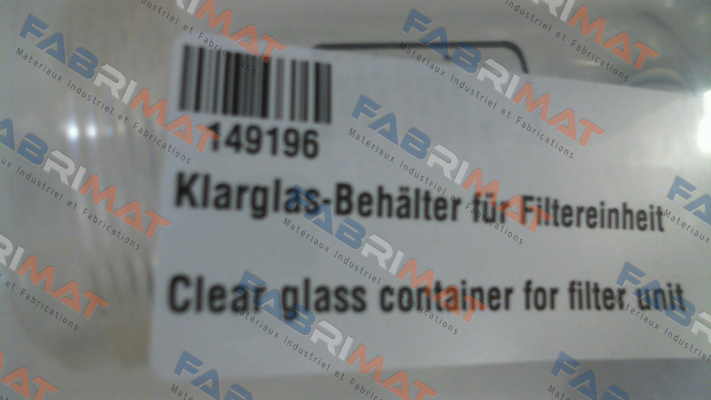 149196
Klarglas-Behälter für Filtereinheit
Clear glass container for filter unit
FABRIMAT
Materiaux Industriel et Fabrications